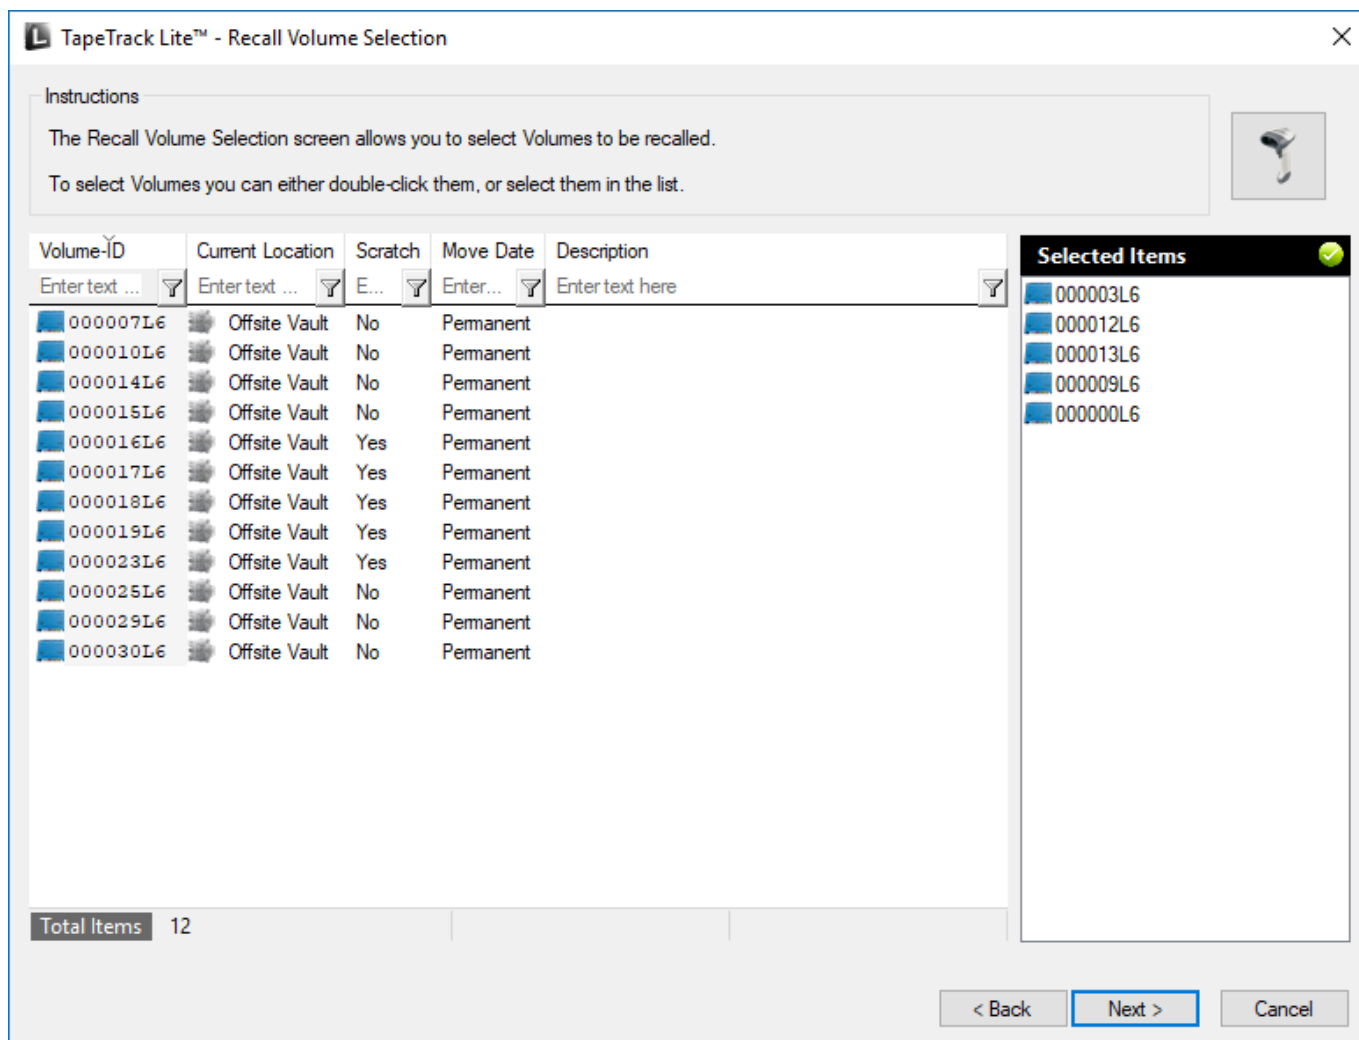 TapeTrack Lite™ - Recall Volume Selection
Instructions
The Recall Volume Selection screen allows you to select Volumes to be recalled.
To select Volumes you can either double-click them, or select them in the list.
Volume-ID Current Location Scratch Move Date Description
Enter text ... Enter text ... E... Enter... Enter text here
000007L6 Offsite Vault No Permanent
000010L6 Offsite Vault No Permanent
000014L6 Offsite Vault No Permanent
000015L6 Offsite Vault No Permanent
000016L6 Offsite Vault Yes Permanent
000017L6 Offsite Vault Yes Permanent
000018L6 Offsite Vault Yes Permanent
000019L6 Offsite Vault Yes Permanent
000023L6 Offsite Vault Yes Permanent
000025L6 Offsite Vault No Permanent
000029L6 Offsite Vault No Permanent
000030L6 Offsite Vault No Permanent
Total Items 12
Selected Items
000003L6
000012L6
000013L6
000009L6
000000L6
< Back Next > Cancel